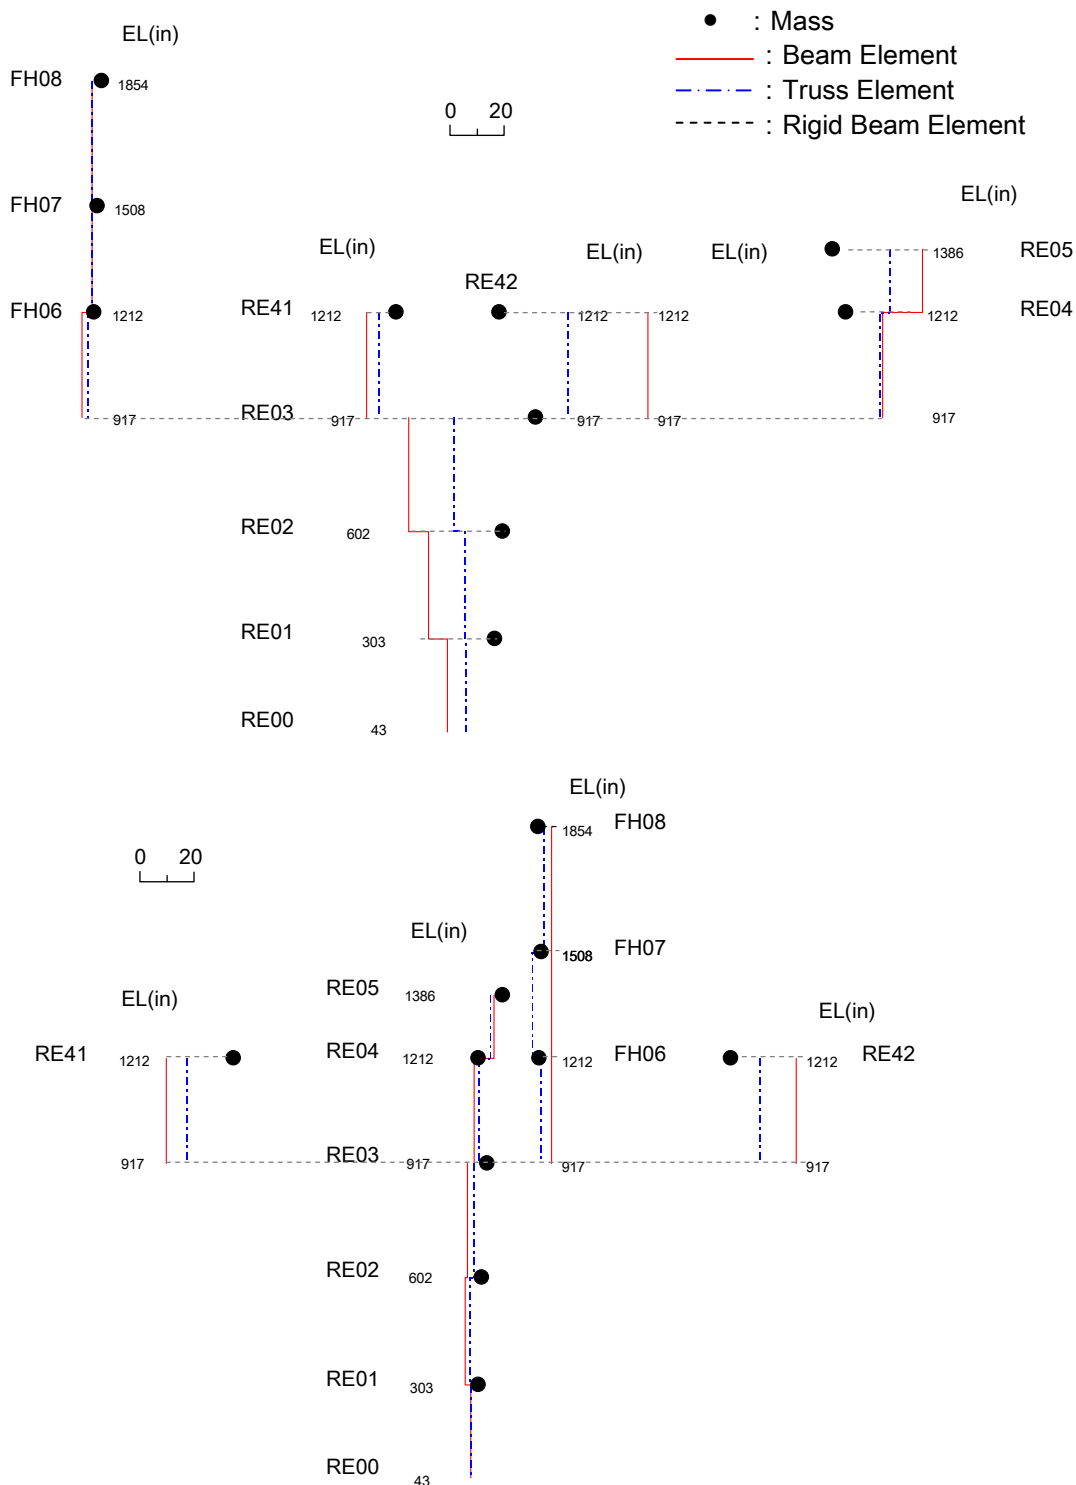 : Mass
: Beam Element
: Truss Element
: Rigid Beam Element
EL(in)
FH08 1854
0 20
FH07 1508
EL(in)
EL(in) EL(in) EL(in)
1386 RE05
RE42
FH06 1212 RE41 1212 1212 1212 1212 RE04
917 RE03 917 917 917 917
RE02 602
RE01 303
RE00 43
EL(in)
1854 FH08
0 20
EL(in)
1508 FH07
RE05 1386
EL(in) EL(in)
RE41 1212 RE04 1212 1212 FH06 1212 RE42
917 RE03 917 917 917
RE02 602
RE01 303
RE00 43